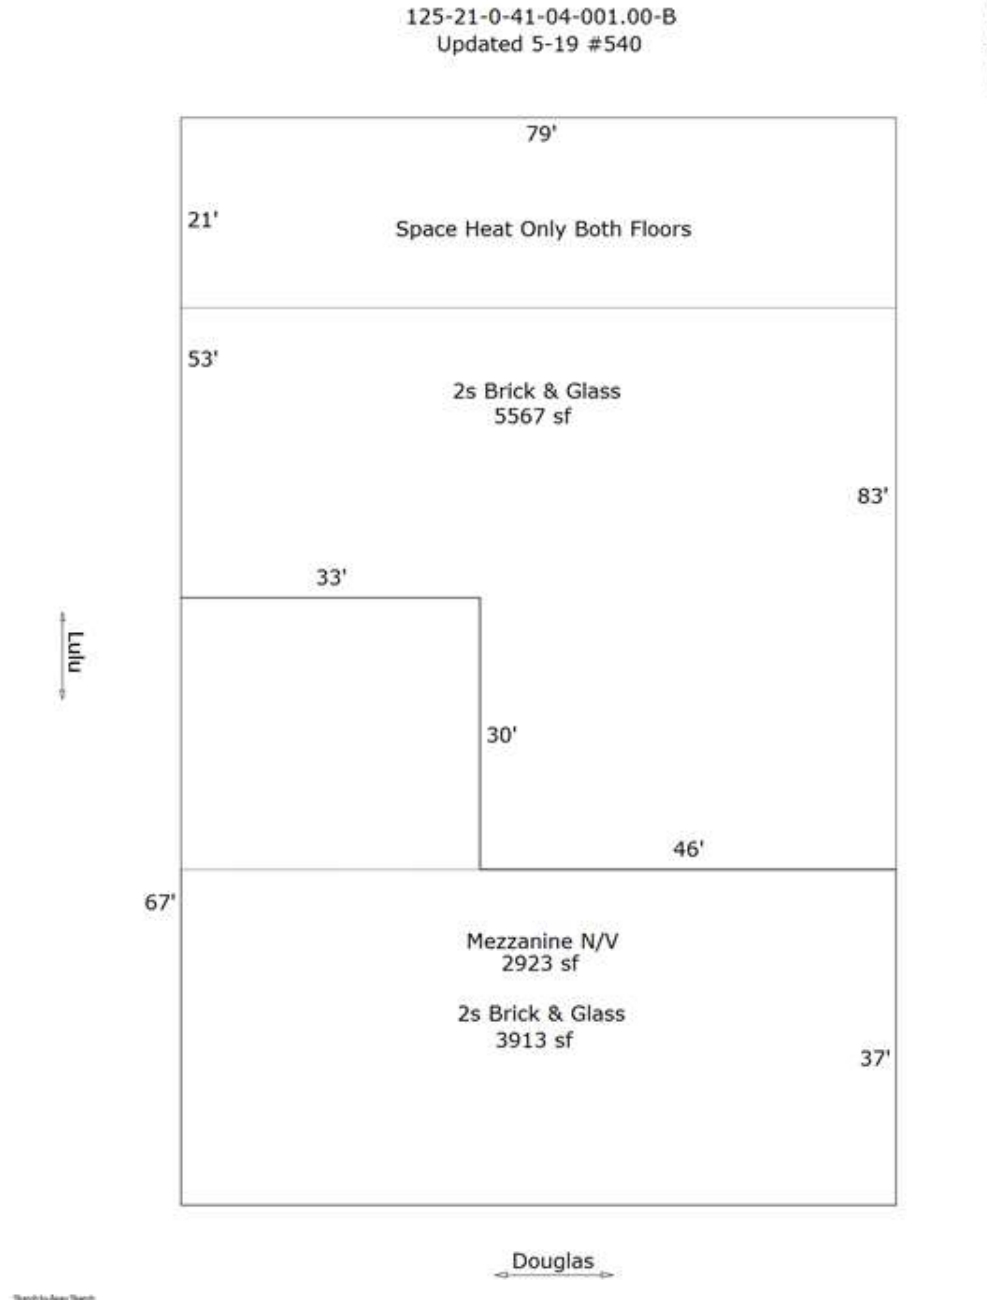 125-21-0-41-04-001.00-B
Updated 5-19 #540
79'
21'
Space Heat Only Both Floors
53'
2s Brick & Glass
5567 sf
83'
33'
Lulu
30'
46'
67'
Mezzanine N/V
2923 sf
2s Brick & Glass
3913 sf
37'
Douglas